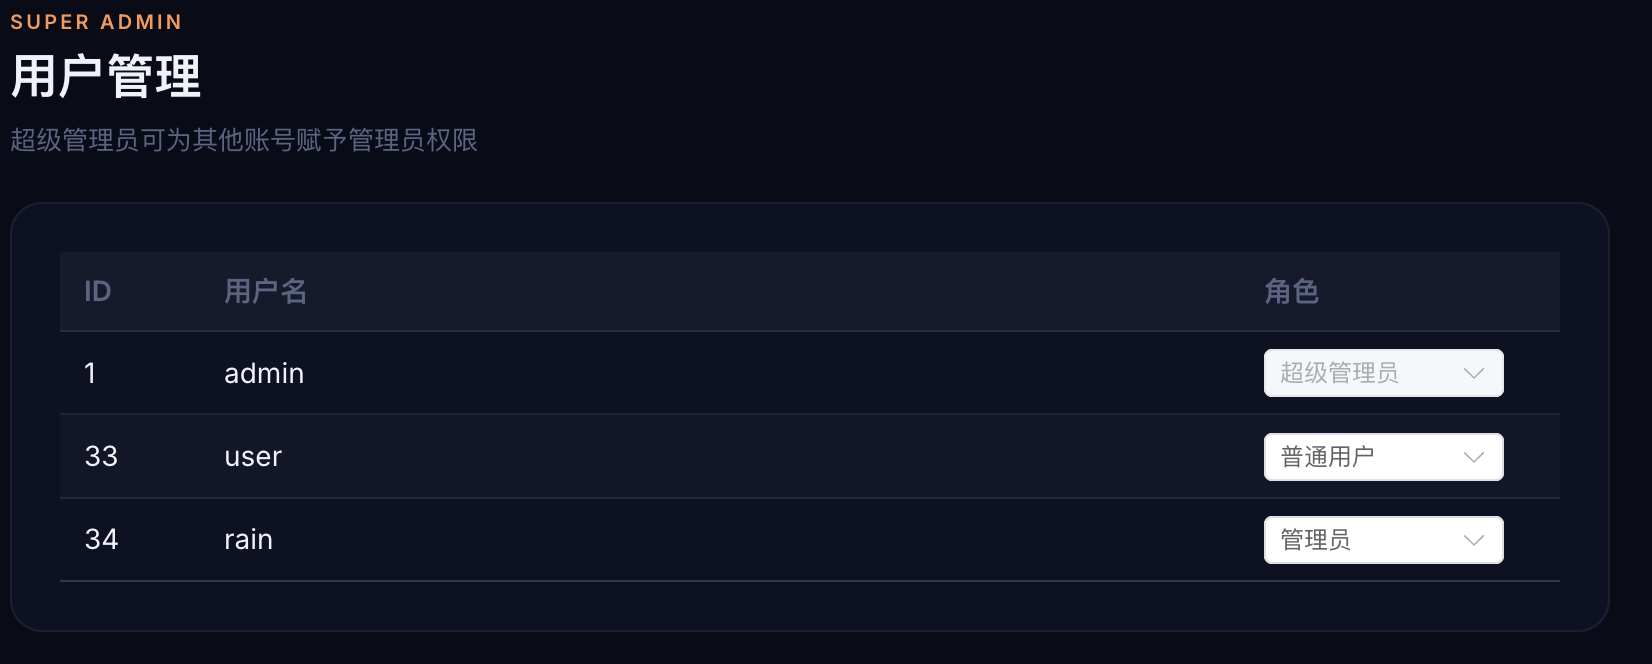 SUPER ADMIN
用户管理
超级管理员可为其他账号赋予管理员权限
ID 用户名 角色
1 admin 超级管理员
33 user 普通用户
34 rain 管理员